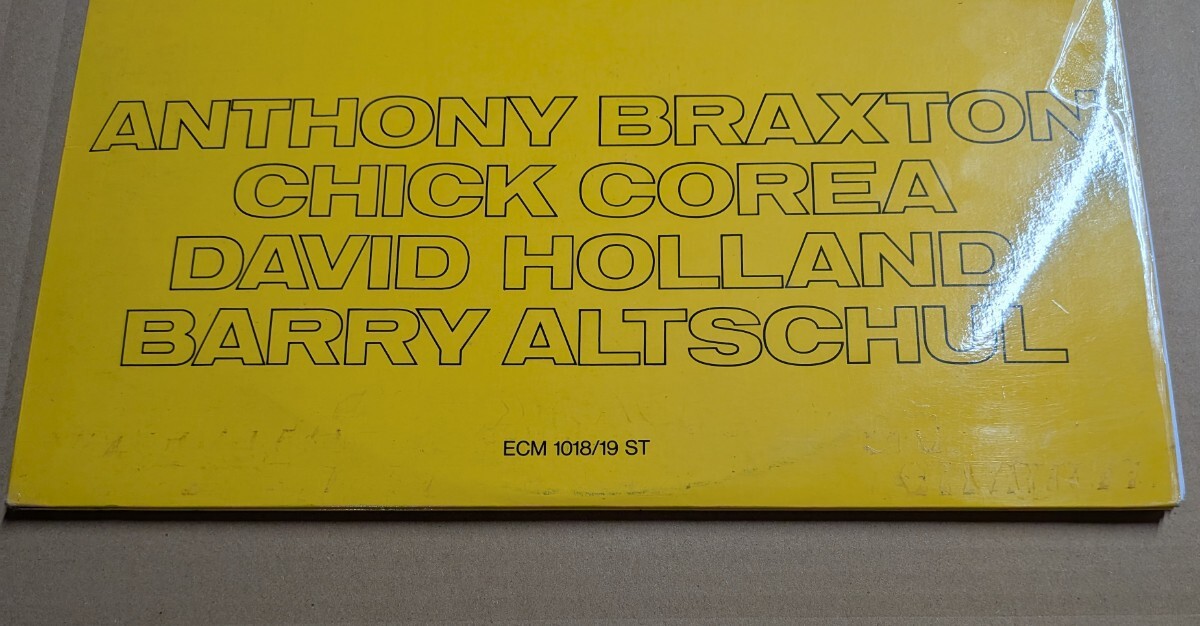 ANTHONY BRAXTON
CHICK COREA
DAVID HOLLAND
BARRY ALTSCHUL
ECM 1018/19 ST